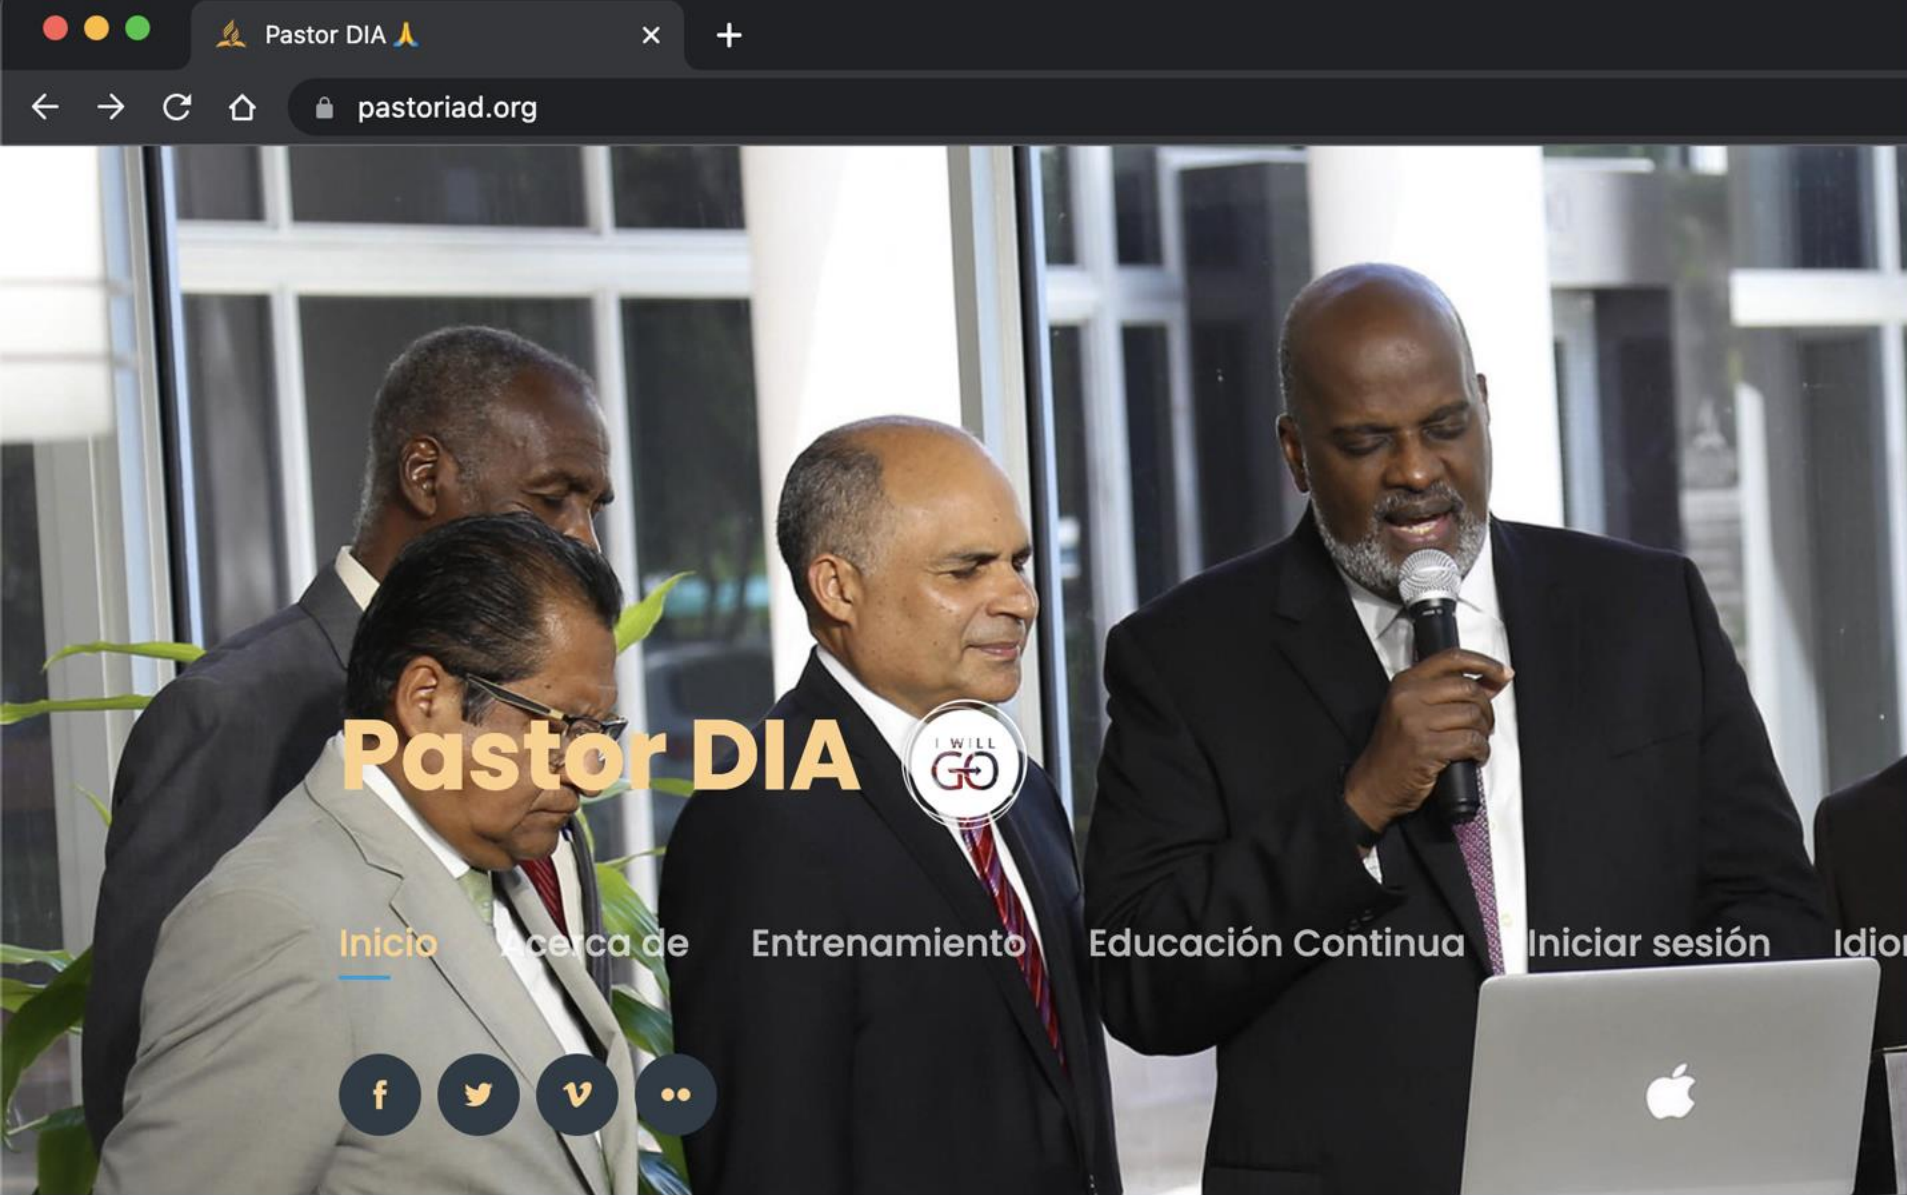 Pastor DIA 🙏
pastoriad.org
Pastor DIA
I WILL
GO
Inicio Acerca de Entrenamiento Educación Continua Iniciar sesión